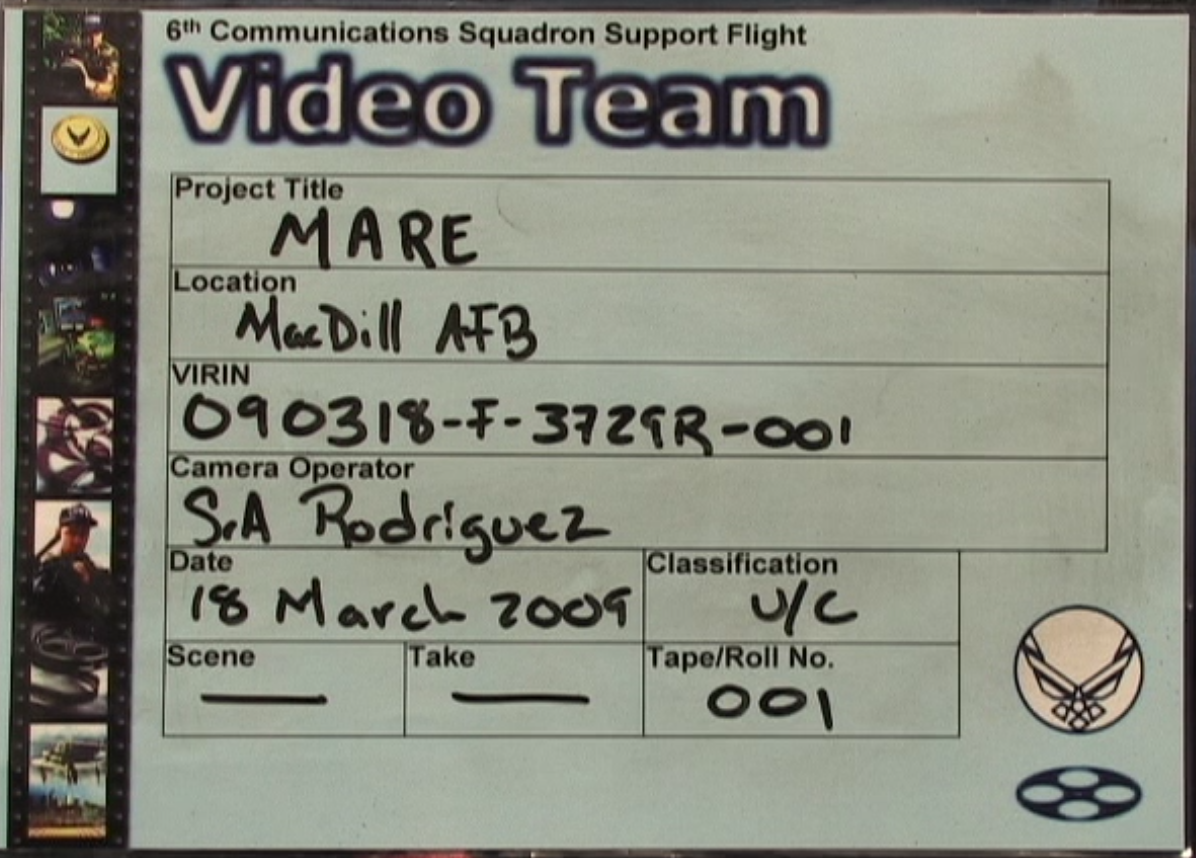 6th Communications Squadron Support Flight
Video Team
Project Title
MARE
Location
MacDill AFB
VIRIN
090318-F-3729R-001
Camera Operator
SrA Rodriguez
Date
18 March 2009
Classification
U/C
Scene
—
Take
—
Tape/Roll No.
001